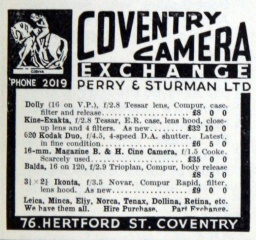 COVENTRY
CAMERA
EXCHANGE
'PHONE 2019
PERRY & STURMAN LTD
Dolly (16 on V.P.), f/2.8 Tessar lens, Compur, case,
filter and release. £8 0 0
Kine-Exakta, f/2.8 Tessar, E.R. case, lens hood, close-
up lens and 4 filters. As new. £32 10 0
620 Kodak Duo, f/4.5, 4-speed D.A. shutter. Latest,
in fine condition. £6 5 0
16-mm. Magazine B. & H. Cine Camera, f/1.5 Cooke.
Scarcely used. £35 0 0
Balda, 16 on 120, f/2.9 Trioplan, Compur, body release
£8 5 0
3¼ × 2¼ Ikonta, f/3.5 Novar, Compur Rapid, filter,
lens hood. As new. £9 0 0
Leica, Minea, Eljy, Norca, Tenax, Dollina, Retina, etc.
We have them all. Hire Purchase. Part Exchange.
76, HERTFORD ST. COVENTRY